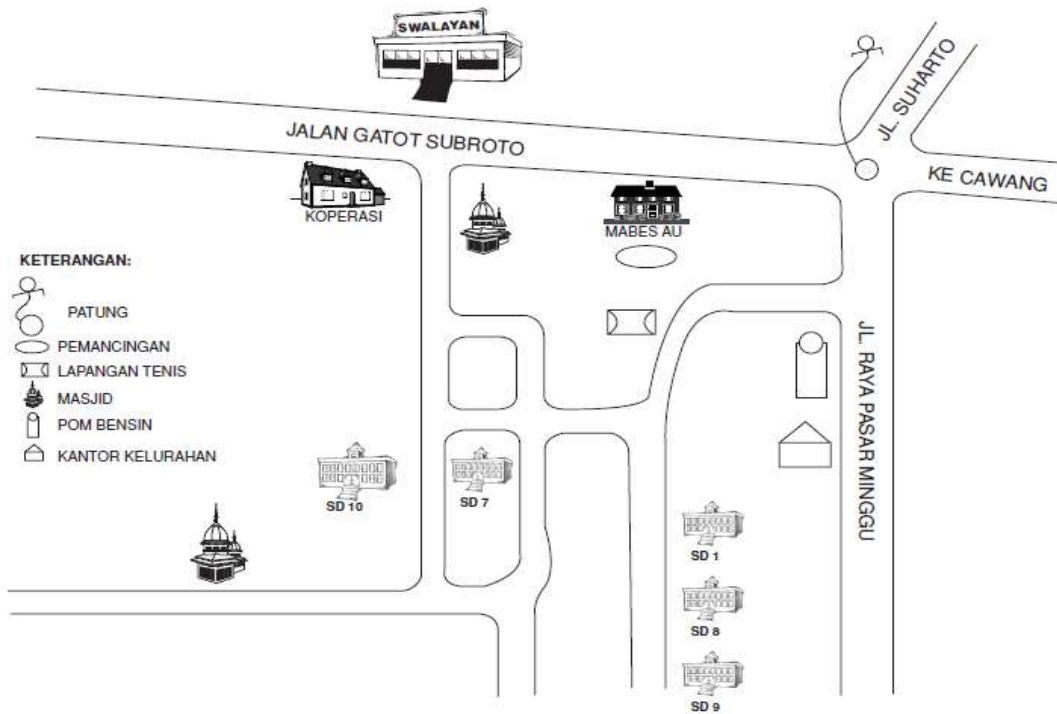 SWALAYAN
JL. SUHARTO
JALAN GATOT SUBROTO
KE CAWANG
KOPERASI
MABES AU
KETERANGAN:
PATUNG
PEMANCINGAN
LAPANGAN TENIS
MASJID
POM BENSIN
KANTOR KELURAHAN
JL. RAYA PASAR MINGGU
SD 10
SD 7
SD 1
SD 8
SD 9